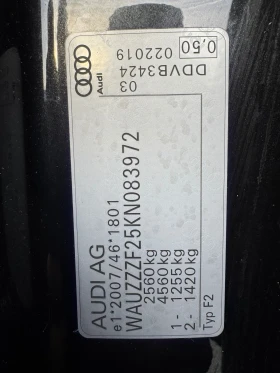 AUDI AG
e1*2007/46*1801
WAUZZZF25KN083972
2560 kg
4560 kg
1- 1255 kg
2- 1420 kg
Typ F2
03
DDVB3424
022019
0,50
Audi